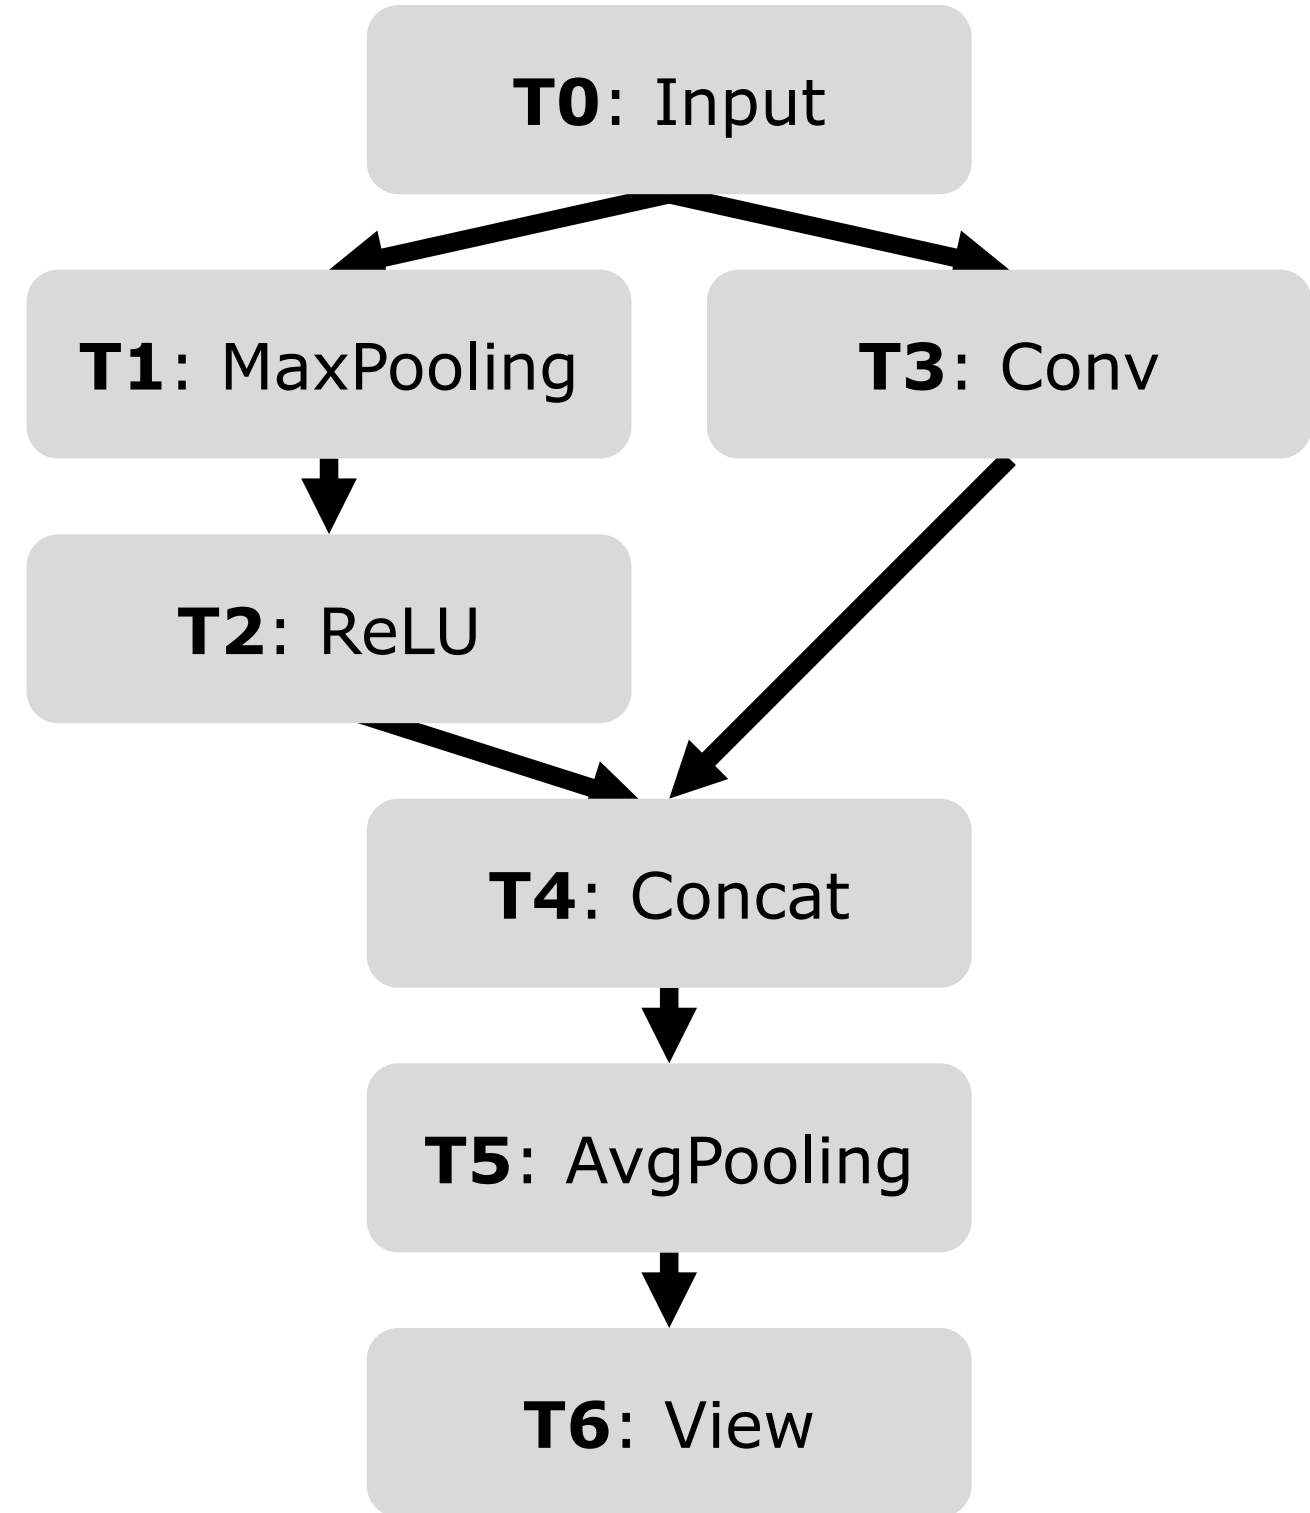 T0: Input
T1: MaxPooling
T3: Conv
T2: ReLU
T4: Concat
T5: AvgPooling
T6: View